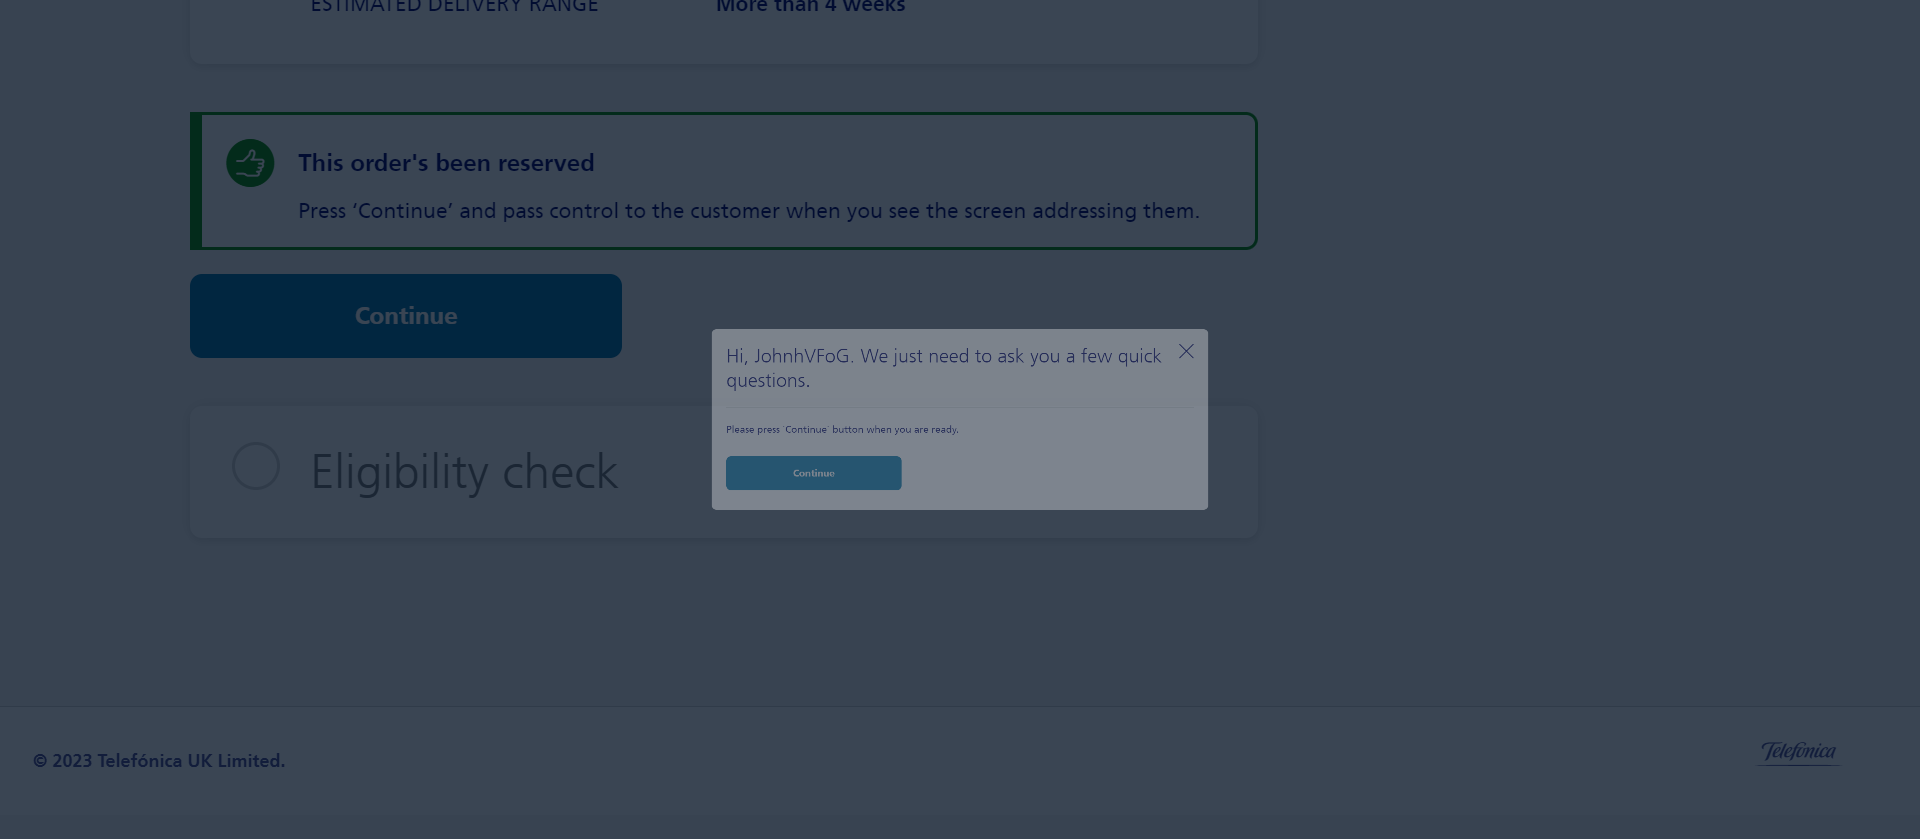 ESTIMATED DELIVERY RANGE More than 4 weeks
This order's been reserved
Press ‘Continue’ and pass control to the customer when you see the screen addressing them.
Continue
Hi, JohnhVFoG. We just need to ask you a few quick
questions.
Please press `Continue` button when you are ready.
Continue
Eligibility check
© 2023 Telefónica UK Limited.
Telefónica